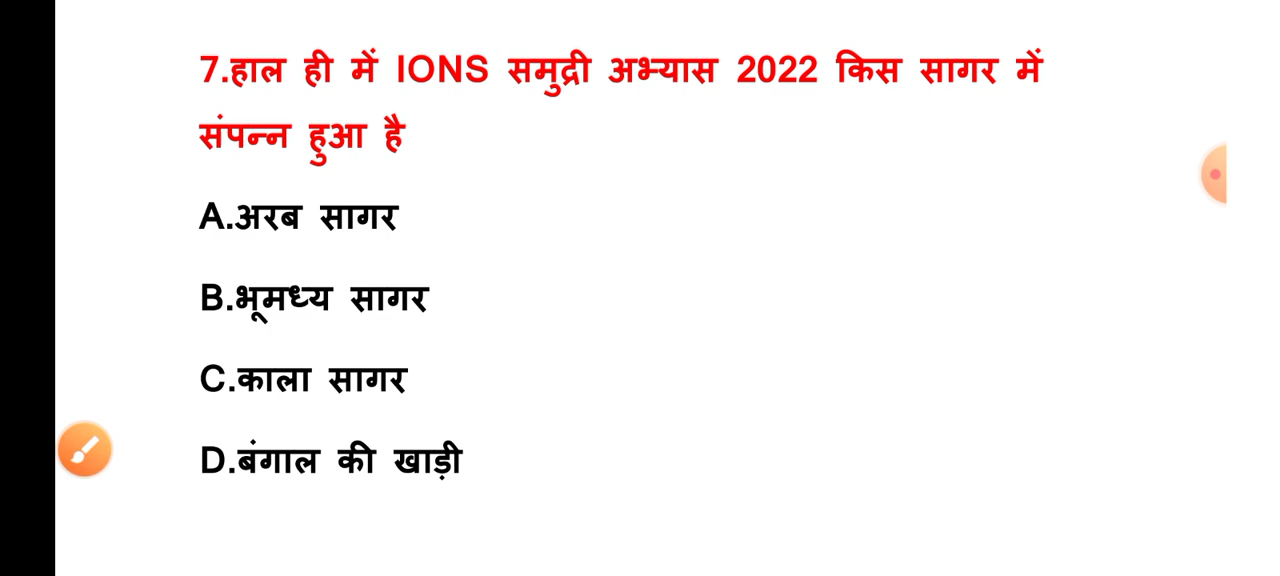 7.हाल ही में IONS समुद्री अभ्यास 2022 किस सागर में
संपन्न हुआ है
A.अरब सागर
B.भूमध्य सागर
C.काला सागर
D.बंगाल की खाड़ी